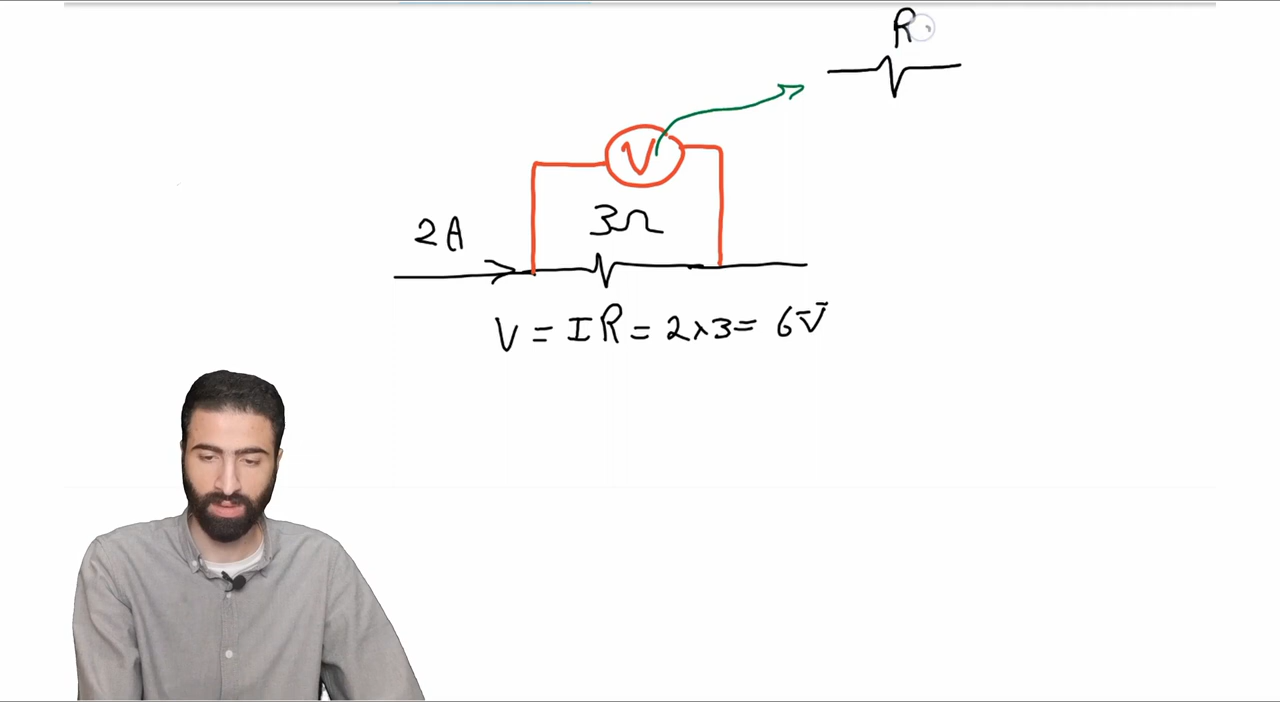 R
V
3Ω
2A
V = IR = 2×3 = 6V